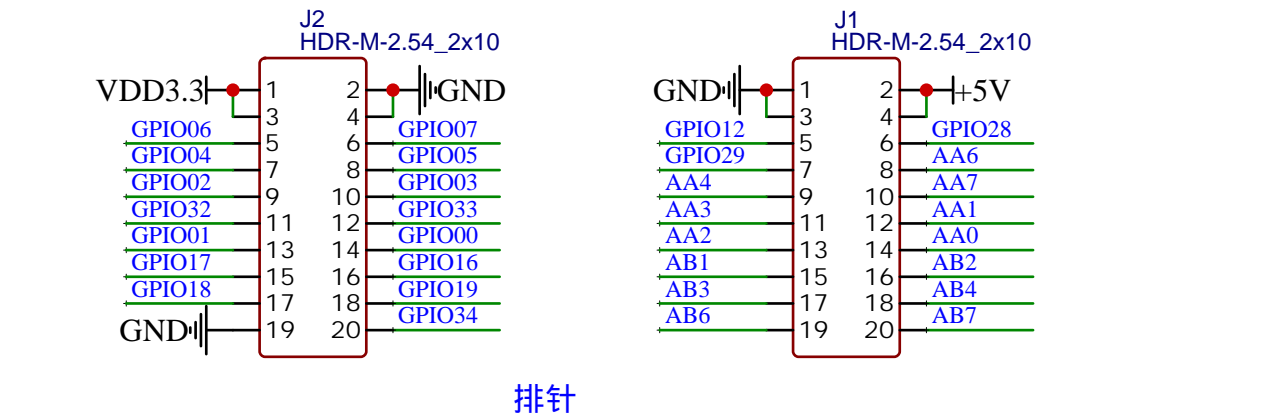 J2
HDR-M-2.54_2x10
VDD3.3 1 2 GND
3 4
GPIO06 5 6 GPIO07
GPIO04 7 8 GPIO05
GPIO02 9 10 GPIO03
GPIO32 11 12 GPIO33
GPIO01 13 14 GPIO00
GPIO17 15 16 GPIO16
GPIO18 17 18 GPIO19
GND 19 20 GPIO34
J1
HDR-M-2.54_2x10
GND 1 2 +5V
3 4
GPIO12 5 6 GPIO28
GPIO29 7 8 AA6
AA4 9 10 AA7
AA3 11 12 AA1
AA2 13 14 AA0
AB1 15 16 AB2
AB3 17 18 AB4
AB6 19 20 AB7
排针